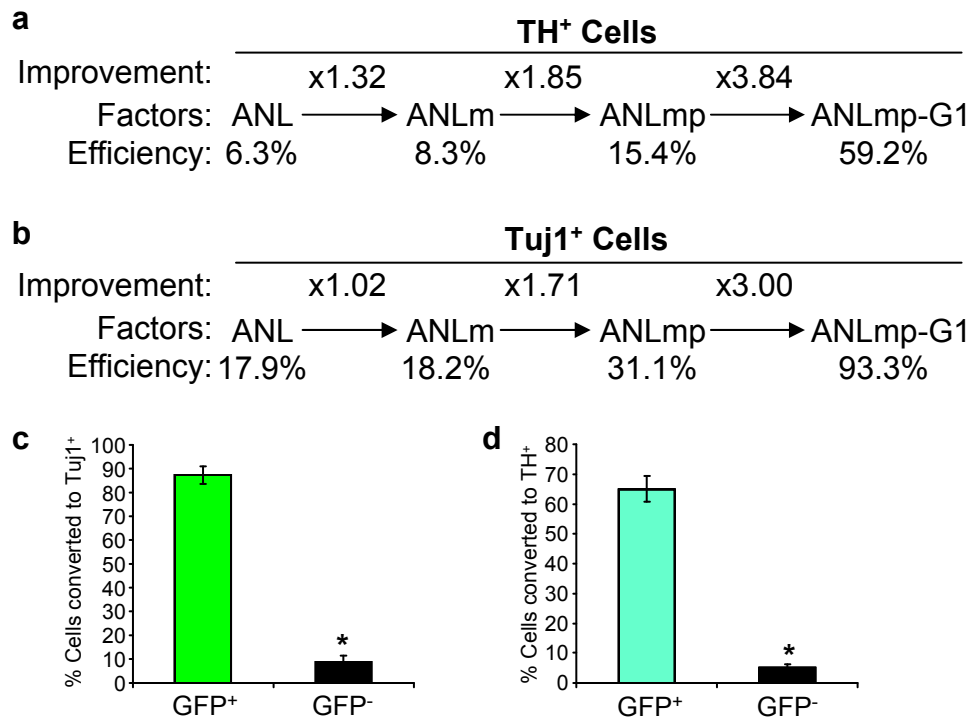 a
TH⁺ Cells
Improvement: x1.32 x1.85 x3.84
Factors: ANL ANLm ANLmp ANLmp-G1
Efficiency: 6.3% 8.3% 15.4% 59.2%
b
Tuj1⁺ Cells
Improvement: x1.02 x1.71 x3.00
Factors: ANL ANLm ANLmp ANLmp-G1
Efficiency: 17.9% 18.2% 31.1% 93.3%
c
% Cells converted to Tuj1⁺
100
90
80
70
60
50
40
30
20
10
0
*
GFP⁺ GFP⁻
d
% Cells converted to TH⁺
80
70
60
50
40
30
20
10
0
*
GFP⁺ GFP⁻